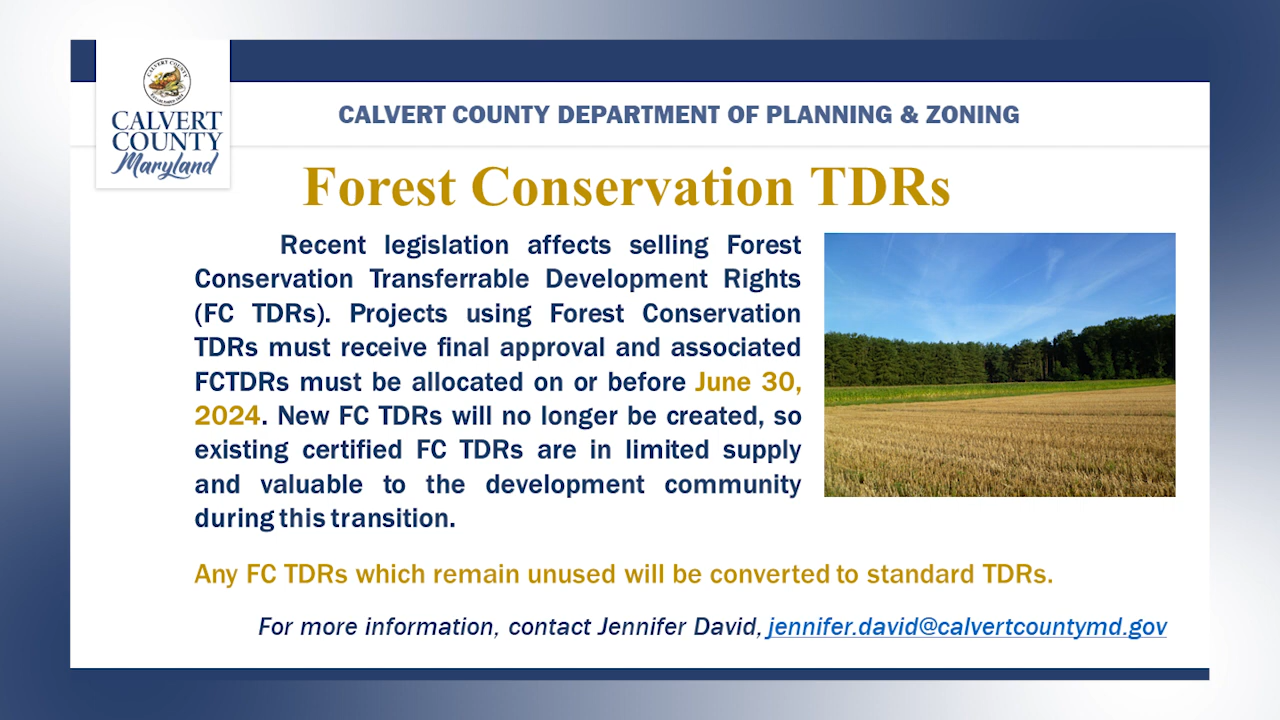 CALVERT COUNTY
CALVERT
COUNTY
Maryland
CALVERT COUNTY DEPARTMENT OF PLANNING & ZONING
Forest Conservation TDRs
Recent legislation affects selling Forest
Conservation Transferrable Development Rights
(FC TDRs). Projects using Forest Conservation
TDRs must receive final approval and associated
FCTDRs must be allocated on or before June 30,
2024. New FC TDRs will no longer be created, so
existing certified FC TDRs are in limited supply
and valuable to the development community
during this transition.
Any FC TDRs which remain unused will be converted to standard TDRs.
For more information, contact Jennifer David, jennifer.david@calvertcountymd.gov